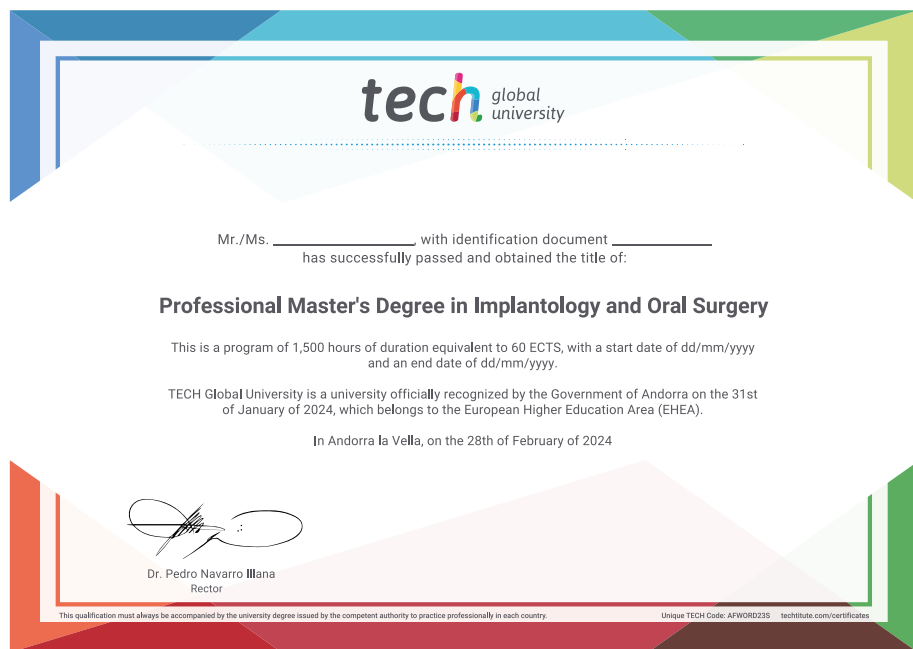 tech global
university
Mr./Ms. ____________, with identification document ____________
has successfully passed and obtained the title of:
Professional Master's Degree in Implantology and Oral Surgery
This is a program of 1,500 hours of duration equivalent to 60 ECTS, with a start date of dd/mm/yyyy
and an end date of dd/mm/yyyy.
TECH Global University is a university officially recognized by the Government of Andorra on the 31st
of January of 2024, which belongs to the European Higher Education Area (EHEA).
In Andorra la Vella, on the 28th of February of 2024
Dr. Pedro Navarro Illana
Rector
This qualification must always be accompanied by the university degree issued by the competent authority to practice professionally in each country.
Unique TECH Code: AFWORD23S techtitute.com/certificates